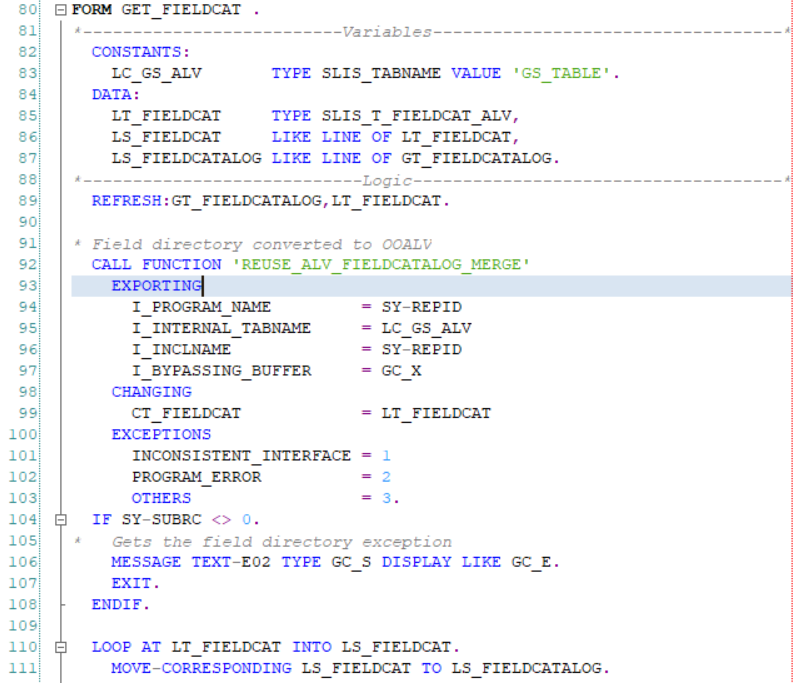 80 FORM GET_FIELDCAT .
81 *---------------------------Variables------------------------------------*
82 CONSTANTS:
83 LC_GS_ALV TYPE SLIS_TABNAME VALUE 'GS_TABLE'.
84 DATA:
85 LT_FIELDCAT TYPE SLIS_T_FIELDCAT_ALV,
86 LS_FIELDCAT LIKE LINE OF LT_FIELDCAT,
87 LS_FIELDCATALOG LIKE LINE OF GT_FIELDCATALOG.
88 *-----------------------------Logic--------------------------------------*
89 REFRESH:GT_FIELDCATALOG,LT_FIELDCAT.
90
91 * Field directory converted to OOALV
92 CALL FUNCTION 'REUSE_ALV_FIELDCATALOG_MERGE'
93 EXPORTING
94 I_PROGRAM_NAME = SY-REPID
95 I_INTERNAL_TABNAME = LC_GS_ALV
96 I_INCLNAME = SY-REPID
97 I_BYPASSING_BUFFER = GC_X
98 CHANGING
99 CT_FIELDCAT = LT_FIELDCAT
100 EXCEPTIONS
101 INCONSISTENT_INTERFACE = 1
102 PROGRAM_ERROR = 2
103 OTHERS = 3.
104 IF SY-SUBRC <> 0.
105 * Gets the field directory exception
106 MESSAGE TEXT-E02 TYPE GC_S DISPLAY LIKE GC_E.
107 EXIT.
108 ENDIF.
109
110 LOOP AT LT_FIELDCAT INTO LS_FIELDCAT.
111 MOVE-CORRESPONDING LS_FIELDCAT TO LS_FIELDCATALOG.